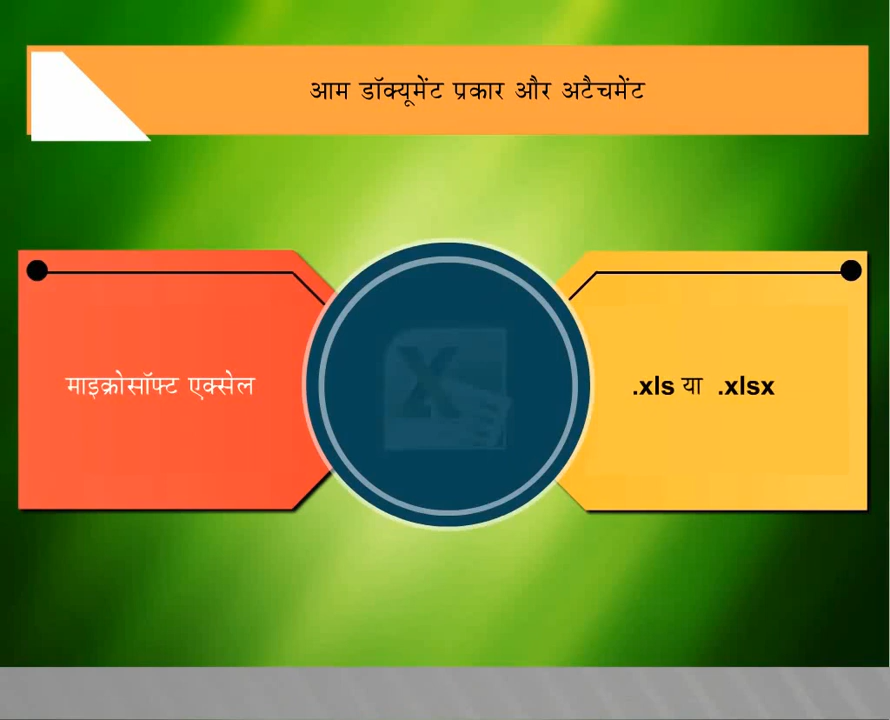 आम डॉक्यूमेंट प्रकार और अटैचमेंट
माइक्रोसॉफ्ट एक्सेल
.xls या .xlsx